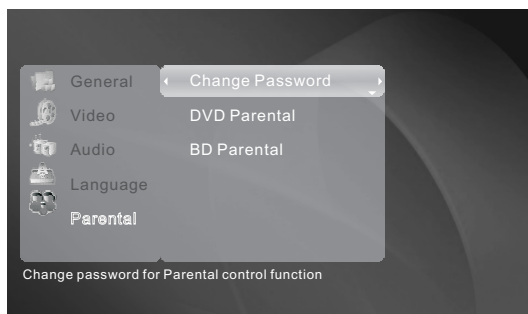 General
Change Password
Video
DVD Parental
Audio
BD Parental
Language
Parental
Change password for Parental control function